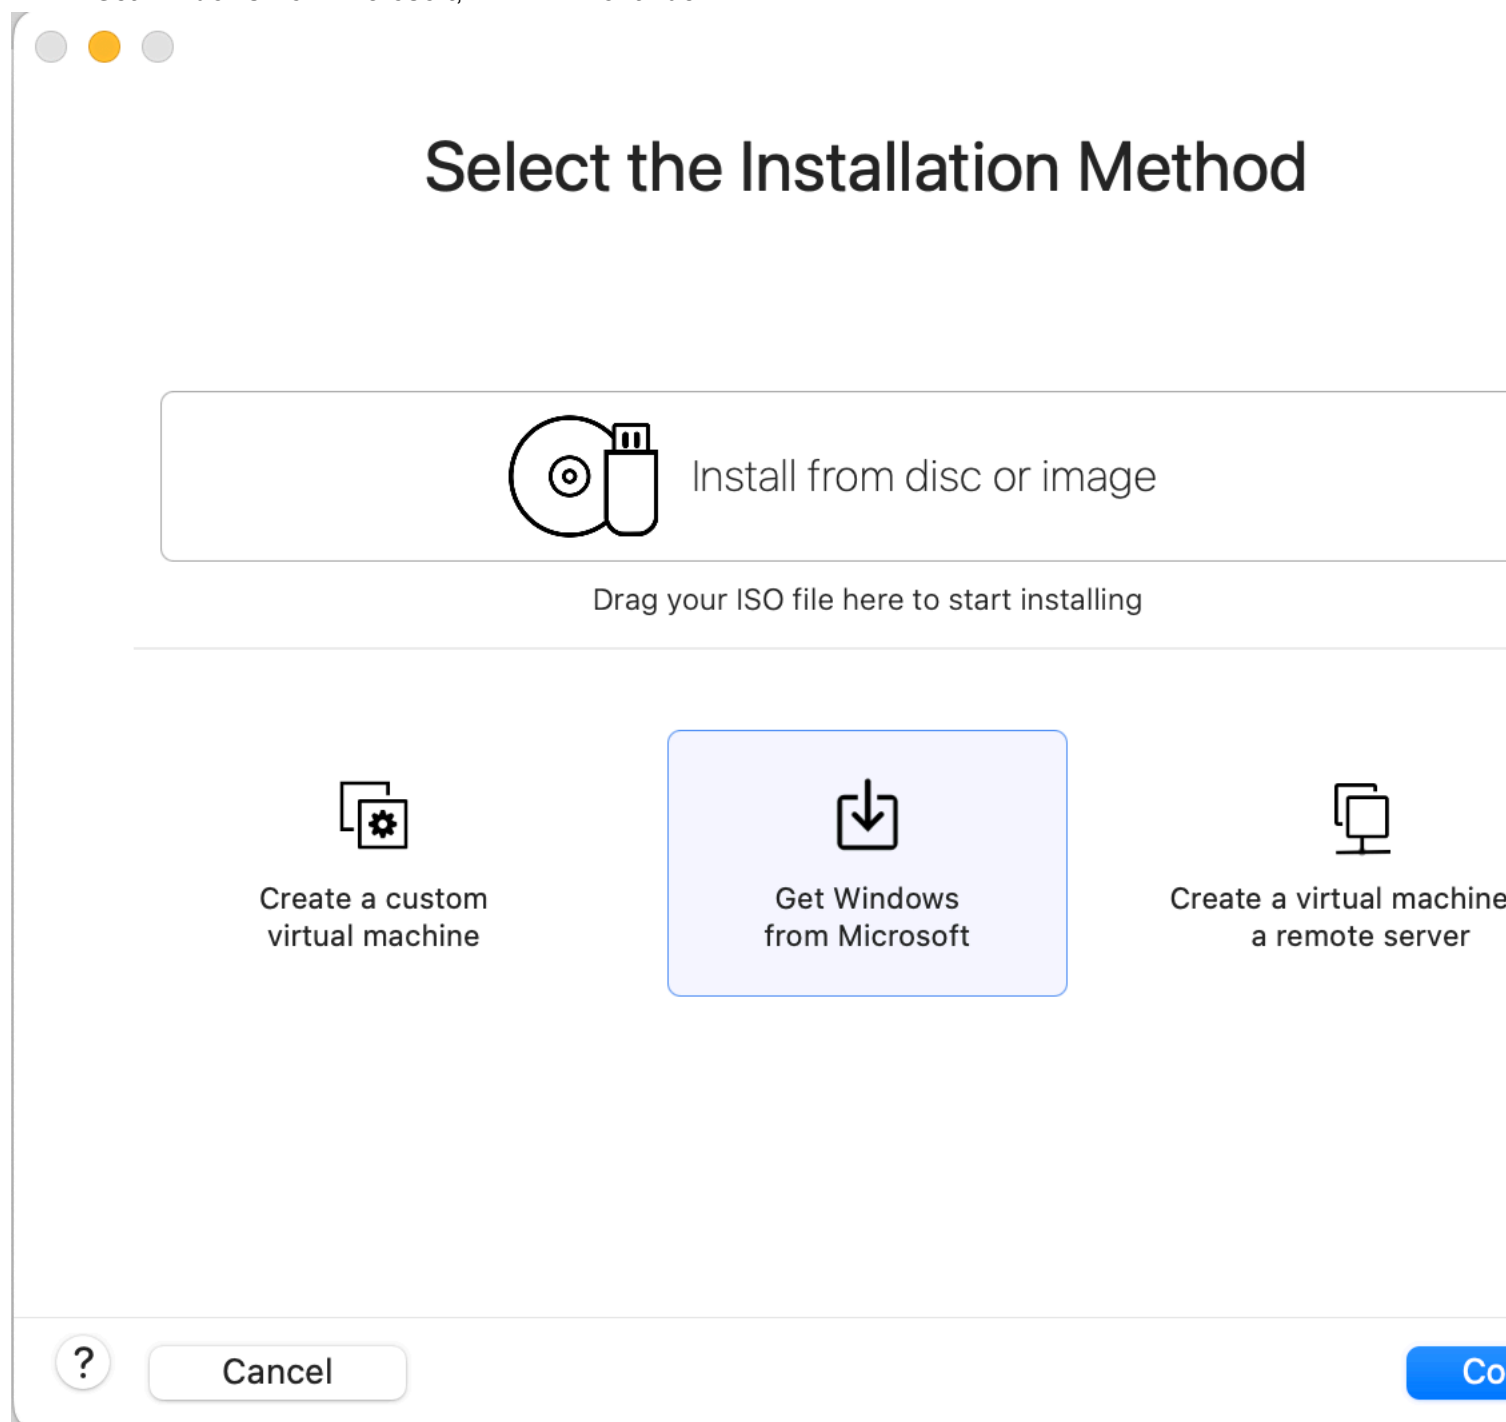 Select the Installation Method
Install from disc or image
Drag your ISO file here to start installing
Create a custom
virtual machine
Get Windows
from Microsoft
Create a virtual machine
a remote server
?
Cancel
Co